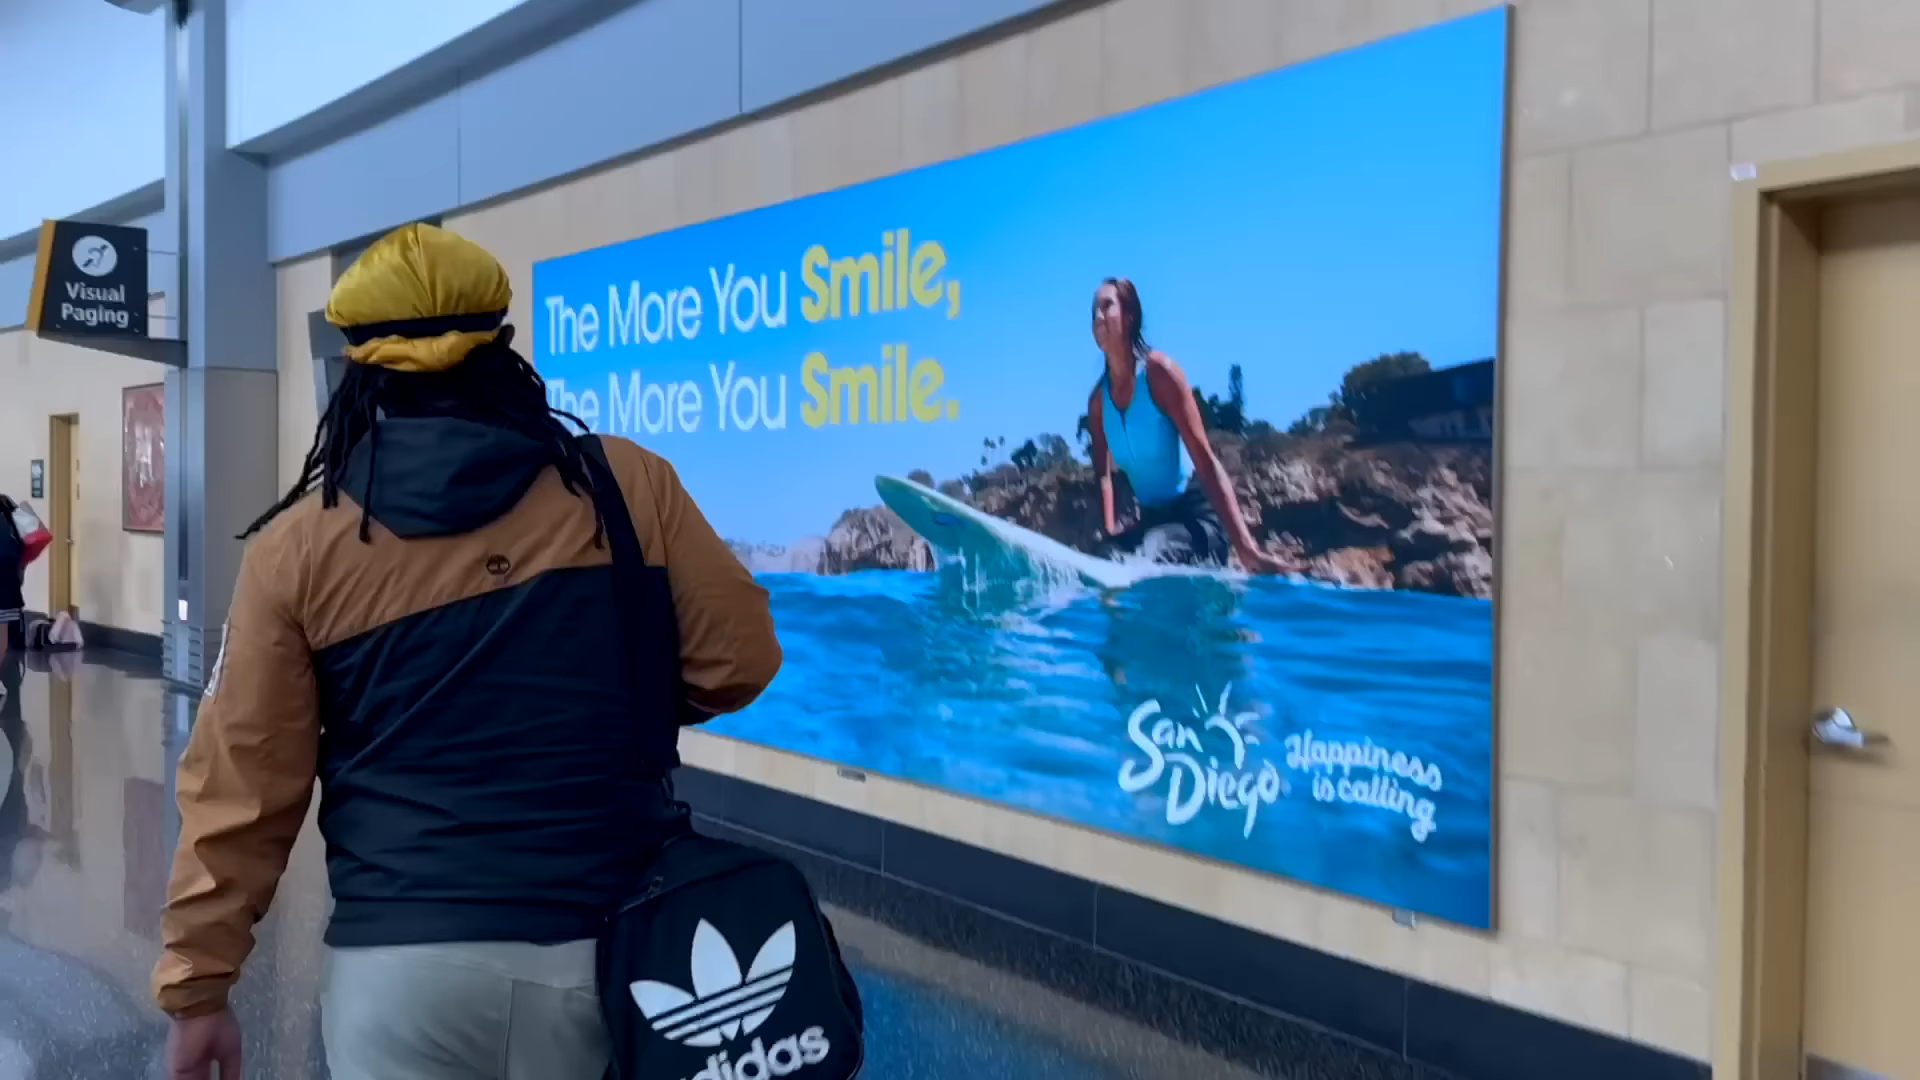 Visual
Paging
The More You Smile,
The More You Smile.
San
Diego
Happiness
is calling
adidas